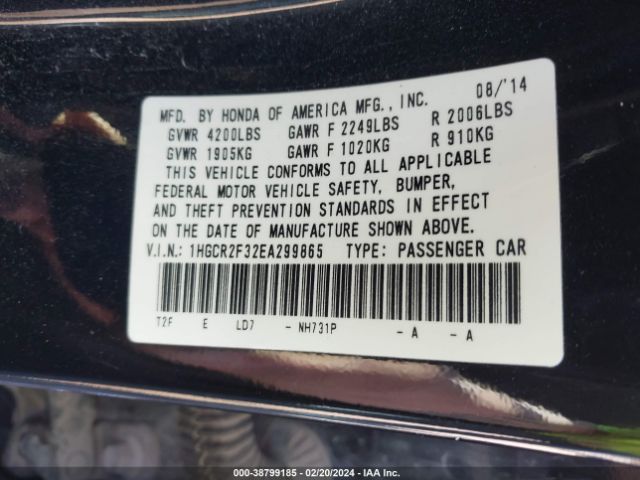 MFD. BY HONDA OF AMERICA MFG., INC. 08/'14
GVWR 4200LBS GAWR F 2249LBS R 2006LBS
GVWR 1905KG GAWR F 1020KG R 910KG
THIS VEHICLE CONFORMS TO ALL APPLICABLE
FEDERAL MOTOR VEHICLE SAFETY, BUMPER,
AND THEFT PREVENTION STANDARDS IN EFFECT
ON THE DATE OF MANUFACTURE SHOWN ABOVE.
V.I.N.: 1HGCR2F32EA299865 TYPE: PASSENGER CAR
T2F E LD7 - NH731P - A - A
000-38799185 - 02/20/2024 - IAA Inc.